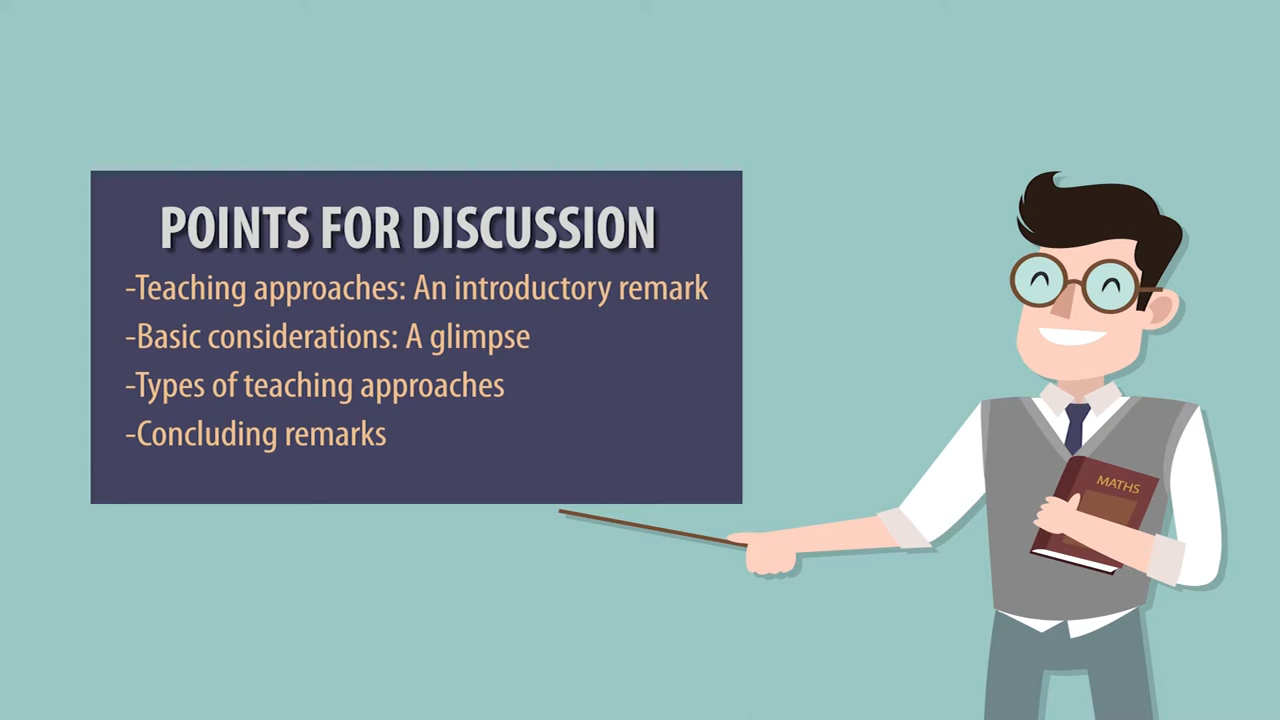 POINTS FOR DISCUSSION
-Teaching approaches: An introductory remark
-Basic considerations: A glimpse
-Types of teaching approaches
-Concluding remarks
MATHS